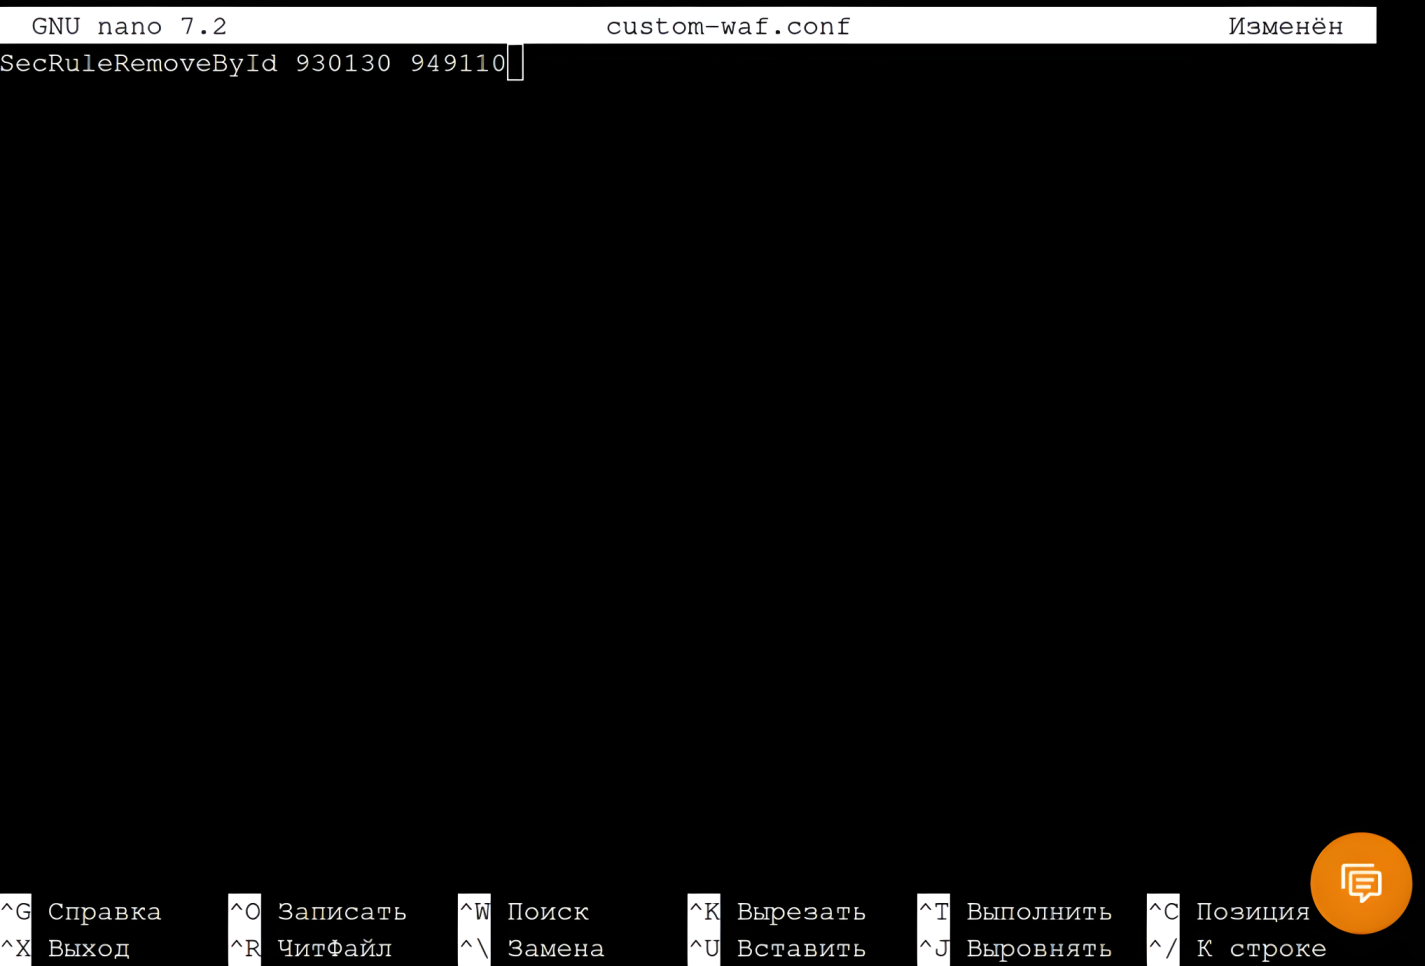 GNU nano 7.2 custom-waf.conf Изменён
SecRuleRemoveById 930130 949110
^G Справка ^O Записать ^W Поиск ^K Вырезать ^T Выполнить ^C Позиция
^X Выход ^R ЧитФайл ^\ Замена ^U Вставить ^J Выровнять ^/ К строке